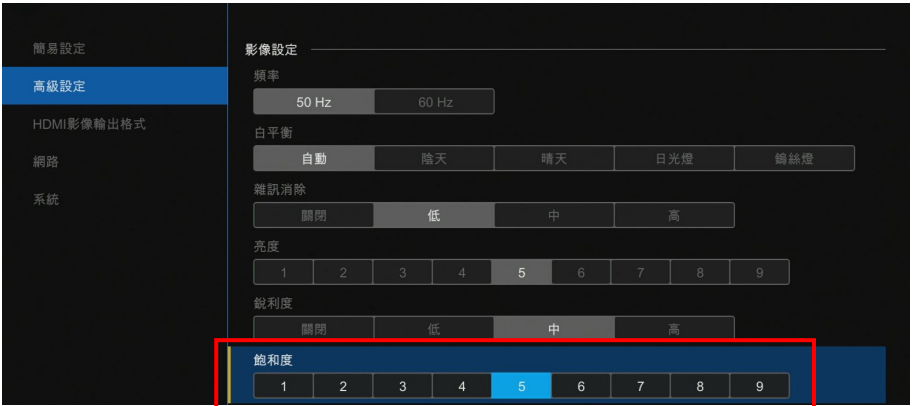 簡易設定
高級設定
HDMI影像輸出格式
網路
系統
影像設定
頻率
50 Hz 60 Hz
白平衡
自動 陰天 晴天 日光燈 鎢絲燈
雜訊消除
關閉 低 中 高
亮度
1 2 3 4 5 6 7 8 9
銳利度
關閉 低 中 高
飽和度
1 2 3 4 5 6 7 8 9